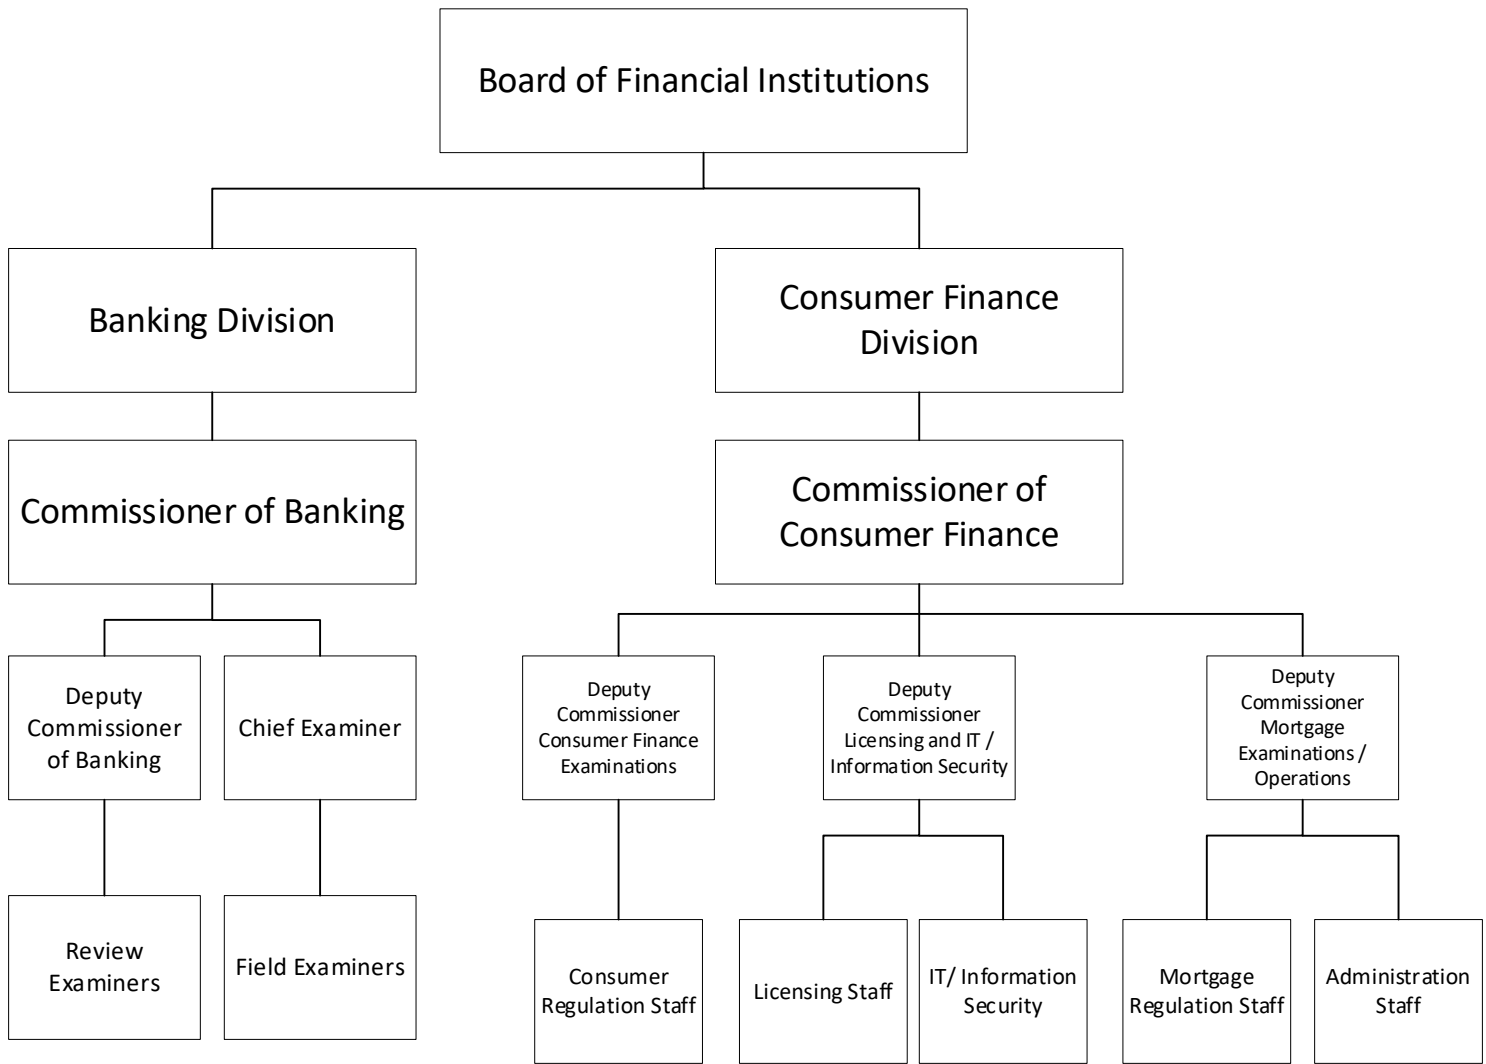 Board of Financial Institutions
Banking Division
Consumer Finance
Division
Commissioner of Banking
Commissioner of
Consumer Finance
Deputy
Commissioner
of Banking
Chief Examiner
Deputy
Commissioner
Consumer Finance
Examinations
Deputy
Commissioner
Licensing and IT /
Information Security
Deputy
Commissioner
Mortgage
Examinations /
Operations
Review
Examiners
Field Examiners
Consumer
Regulation Staff
Licensing Staff
IT/ Information
Security
Mortgage
Regulation Staff
Administration
Staff